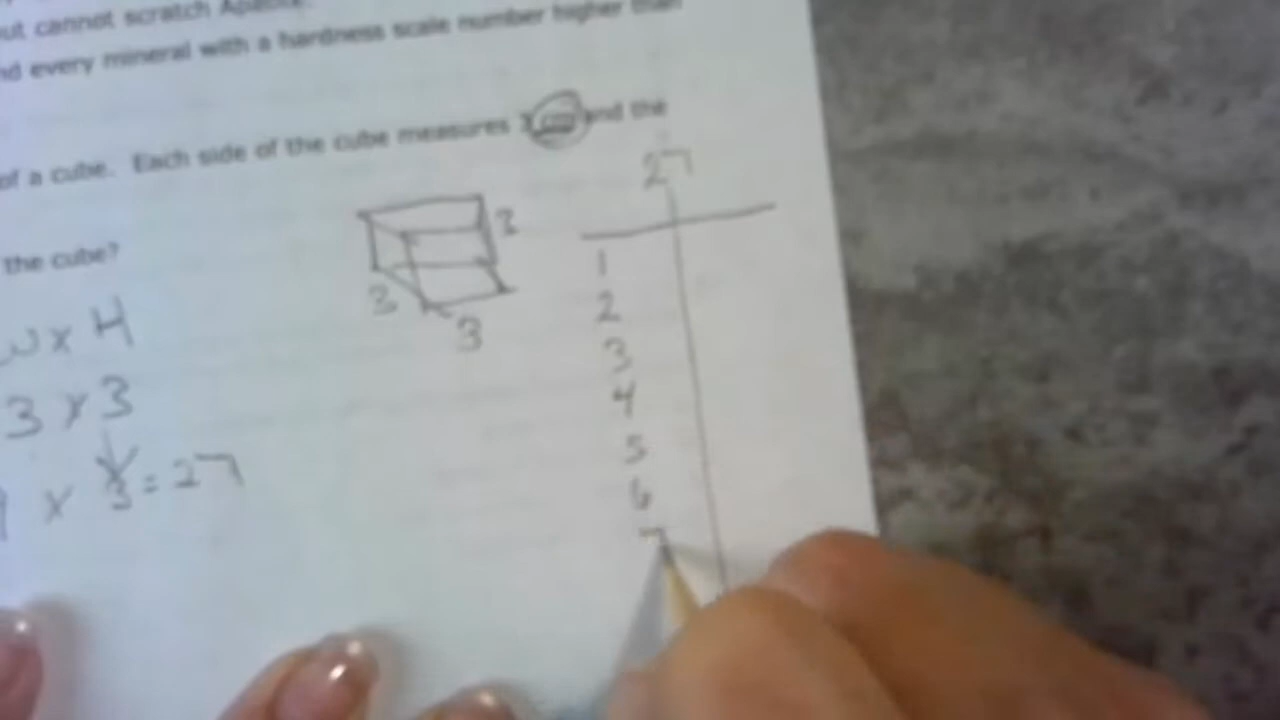 but cannot scratch Apatite.
nd every mineral with a hardness scale number higher than
of a cube. Each side of the cube measures 3 cm and the
the cube?
27
3
3
3
1
2
3
4
5
6
7
W x H
3 x 3
x 3 = 27